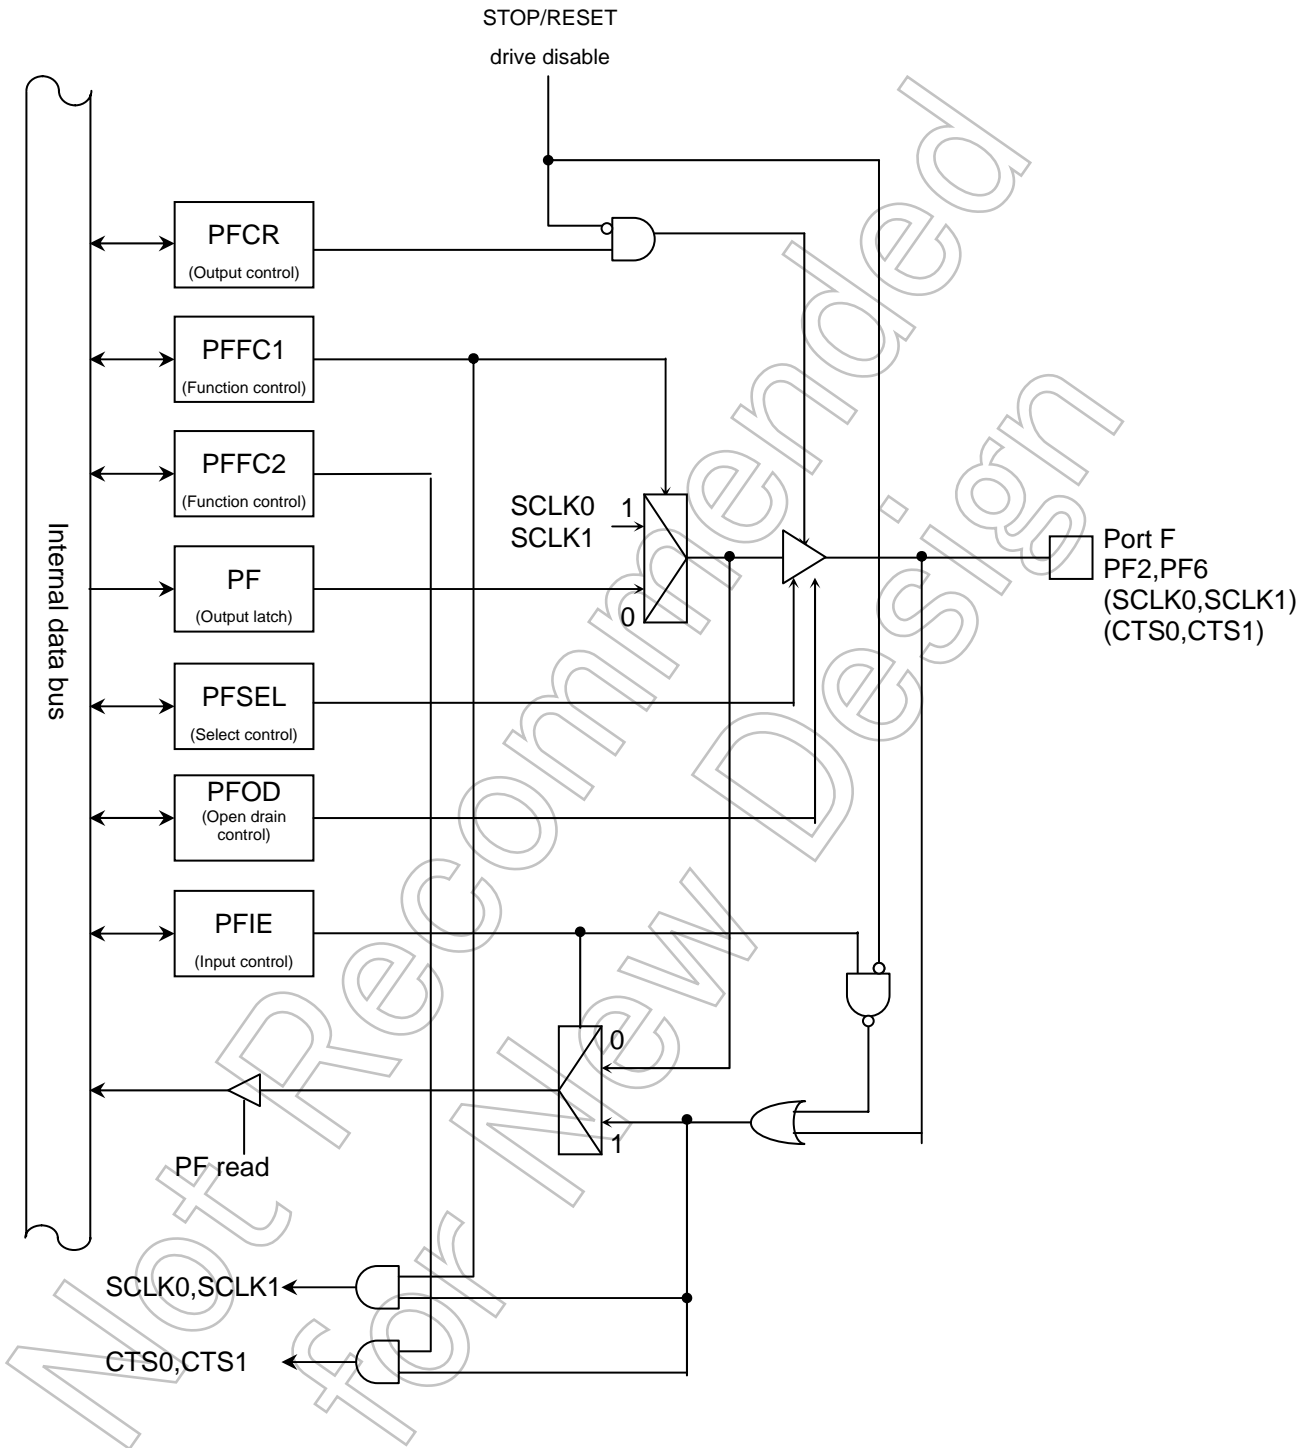 STOP/RESET
drive disable
PFCR
(Output control)
PFFC1
(Function control)
PFFC2
(Function control)
SCLK0
SCLK1
1
0
Internal data bus
PF
(Output latch)
Port F
PF2,PF6
(SCLK0,SCLK1)
(CTS0,CTS1)
PFSEL
(Select control)
PFOD
(Open drain
control)
PFIE
(Input control)
0
1
PF read
SCLK0,SCLK1
CTS0,CTS1
Not Recommended
for New Design